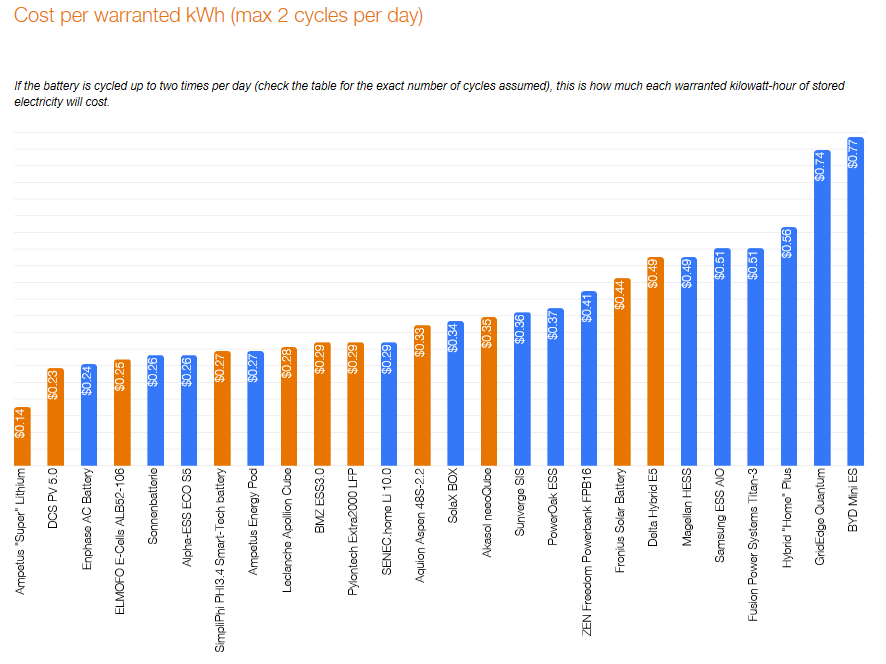 Cost per warranted kWh (max 2 cycles per day)
If the battery is cycled up to two times per day (check the table for the exact number of cycles assumed), this is how much each warranted kilowatt-hour of stored
electricity will cost.
$0.14
$0.23
$0.24
$0.25
$0.26
$0.26
$0.27
$0.27
$0.28
$0.29
$0.29
$0.29
$0.33
$0.34
$0.35
$0.36
$0.37
$0.41
$0.44
$0.49
$0.49
$0.51
$0.51
$0.56
$0.74
$0.77
Ampetus "Super" Lithium
DCS PV 5.0
Enphase AC Battery
ELMOFO E-Cells ALB52-106
Sonnenbatterie
Alpha-ESS ECO S5
SimpliPhi PHI3.4 Smart-Tech battery
Ampetus Energy Pod
Leclanche Apollion Cube
BMZ ESS3.0
Pylontech Extra2000 LFP
SENEC.home Li 10.0
Aquion Aspen 48S-2.2
SolaX BOX
Akasol neeoQube
Sunverge SIS
PowerOak ESS
ZEN Freedom Powerbank FPB16
Fronius Solar Battery
Delta Hybrid E5
Magellan HESS
Samsung ESS AIO
Fusion Power Systems Titan-3
Hybrid "Home" Plus
GridEdge Quantum
BYD Mini ES